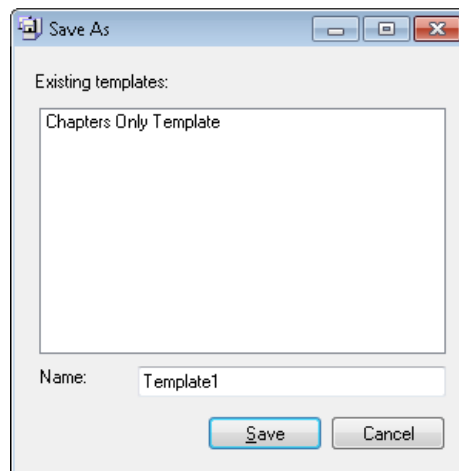 Save As
Existing templates:
Chapters Only Template
Name: Template1
Save Cancel